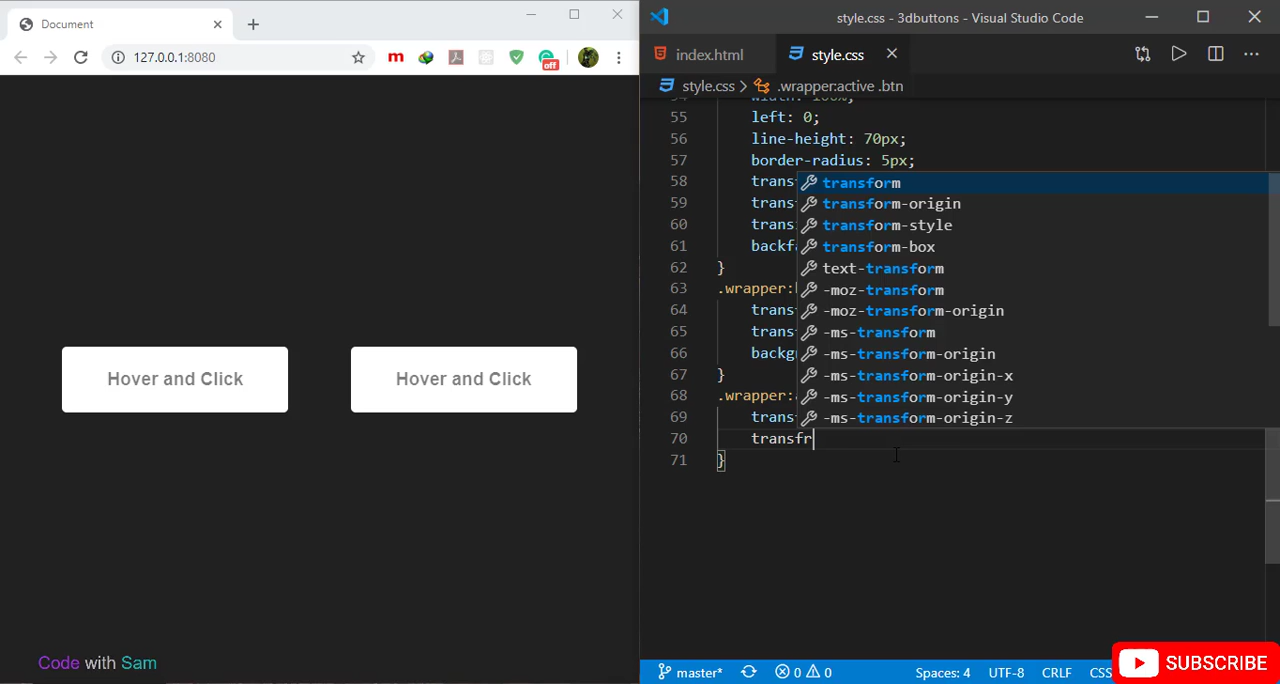 Document
127.0.0.1:8080
off
Hover and Click
Hover and Click
Code with Sam
style.css - 3dbuttons - Visual Studio Code
index.html
style.css
style.css > .wrapper:active .btn
55 left: 0;
56 line-height: 70px;
57 border-radius: 5px;
58 trans
59 trans
60 trans
61 backf
62 }
63 .wrapper:
64 trans
65 trans
66 backg
67 }
68 .wrapper:
69 trans
70 transfr
71 }
transform
transform-origin
transform-style
transform-box
text-transform
-moz-transform
-moz-transform-origin
-ms-transform
-ms-transform-origin
-ms-transform-origin-x
-ms-transform-origin-y
-ms-transform-origin-z
master* 0 0 Spaces: 4 UTF-8 CRLF CSS
SUBSCRIBE